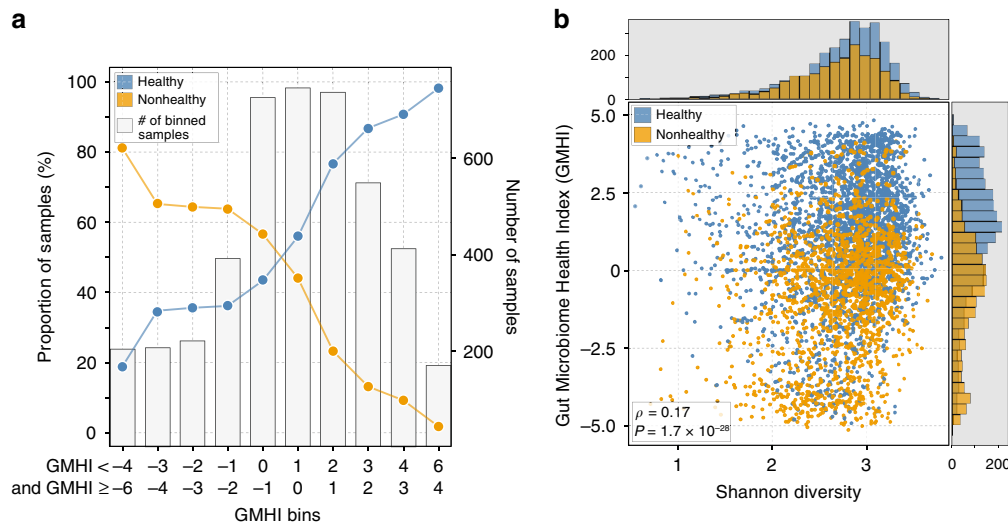 a
Healthy
Nonhealthy
# of binned
samples
Proportion of samples (%)
100
80
60
40
20
0
Number of samples
600
400
200
GMHI < −4 −3 −2 −1 0 1 2 3 4 6
and GMHI ≥ −6 −4 −3 −2 −1 0 1 2 3 4
GMHI bins
b
200
0
Healthy
Nonhealthy
Gut Microbiome Health Index (GMHI)
5.0
2.5
0
−2.5
−5.0
ρ = 0.17
P = 1.7 × 10⁻²⁸
1 2 3
Shannon diversity
0 200